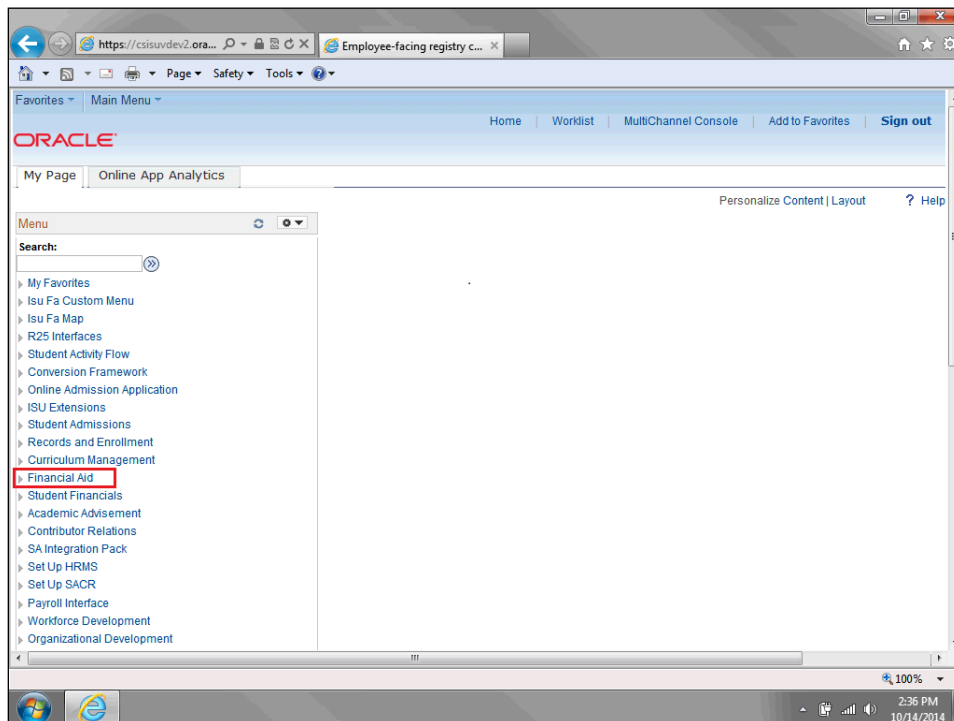 https://csisuvdev2.ora... Employee-facing registry c...
Page Safety Tools
Favorites Main Menu
Home Worklist MultiChannel Console Add to Favorites Sign out
ORACLE
My Page Online App Analytics
Personalize Content | Layout ? Help
Menu
Search:
My Favorites
Isu Fa Custom Menu
Isu Fa Map
R25 Interfaces
Student Activity Flow
Conversion Framework
Online Admission Application
ISU Extensions
Student Admissions
Records and Enrollment
Curriculum Management
Financial Aid
Student Financials
Academic Advisement
Contributor Relations
SA Integration Pack
Set Up HRMS
Set Up SACR
Payroll Interface
Workforce Development
Organizational Development
100%
2:36 PM
10/14/2014